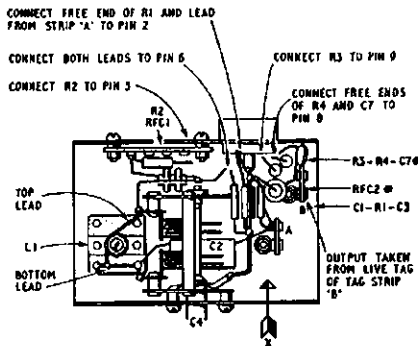 CONNECT FREE END OF R1 AND LEAD
FROM STRIP "A" TO PIN 2
CONNECT BOTH LEADS TO PIN 6
CONNECT R3 TO PIN 9
CONNECT R2 TO PIN 3
CONNECT FREE ENDS
OF R4 AND C7 TO
PIN 8
R2
RFC1
R3-R4-C7
RFC2
B
C1-R1-C3
TOP
LEAD
L1
C2
A
BOTTOM
LEAD
OUTPUT TAKEN
FROM LIVE TAG
OF TAG STRIP
"B"
C4
X